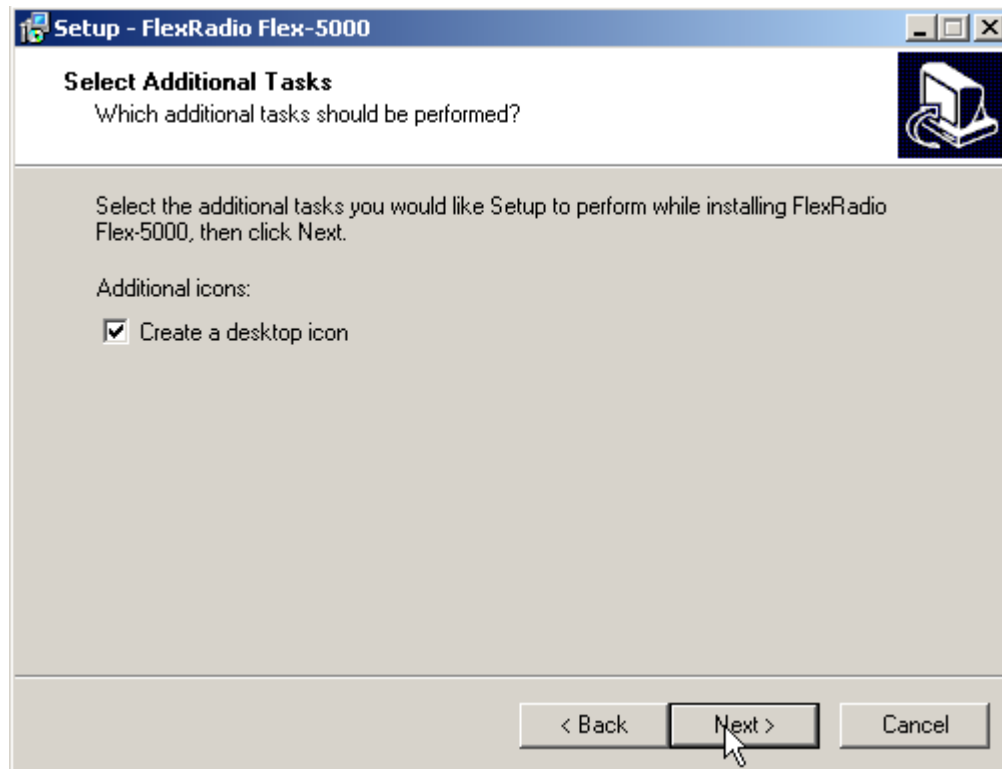 Setup - FlexRadio Flex-5000
Select Additional Tasks
Which additional tasks should be performed?
Select the additional tasks you would like Setup to perform while installing FlexRadio
Flex-5000, then click Next.
Additional icons:
Create a desktop icon
< Back
Next >
Cancel